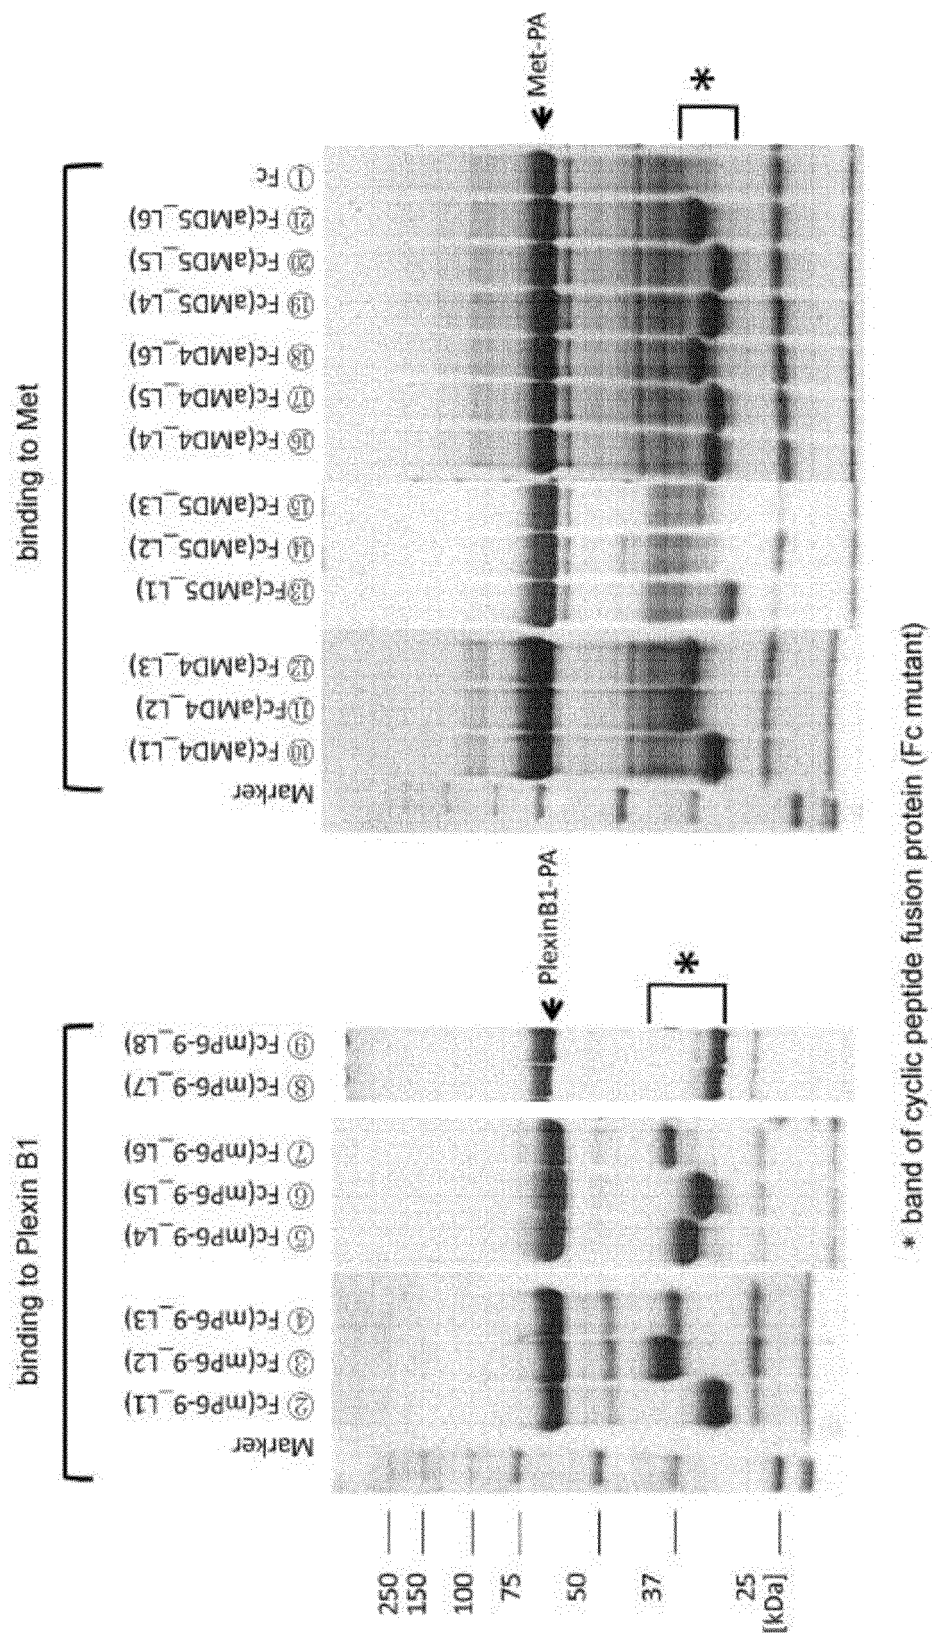 binding to Plexin B1
binding to Met
Marker
② Fc(mP6-9_L1)
③ Fc(mP6-9_L2)
④ Fc(mP6-9_L3)
⑤ Fc(mP6-9_L4)
⑥ Fc(mP6-9_L5)
⑦ Fc(mP6-9_L6)
⑧ Fc(mP6-9_L7)
⑨ Fc(mP6-9_L8)
Marker
⑩ Fc(aMD4_L1)
⑪Fc(aMD4_L2)
⑫ Fc(aMD4_L3)
⑬Fc(aMD5_L1)
⑭ Fc(aMD5_L2)
⑮ Fc(aMD5_L3)
⑯ Fc(aMD4_L4)
⑰ Fc(aMD4_L5)
⑱ Fc(aMD4_L6)
⑲ Fc(aMD5_L4)
⑳ Fc(aMD5_L5)
㉑ Fc(aMD5_L6)
① Fc
250
150
100
75
50
37
25
[kDa]
PlexinB1-PA
*
Met-PA
*
* band of cyclic peptide fusion protein (Fc mutant)